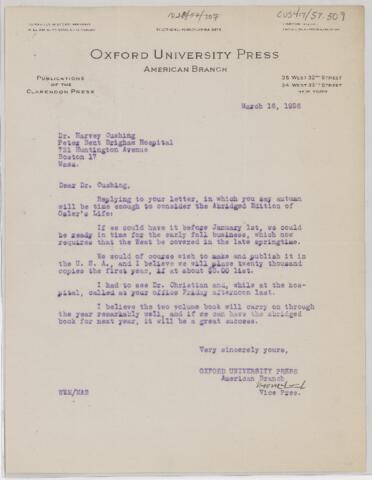 CUS417/57.509
OXFORD UNIVERSITY PRESS
AMERICAN BRANCH
PUBLICATIONS
OF THE
CLARENDON PRESS
35 WEST 32ND STREET
34 WEST 33RD STREET
NEW YORK
March 16, 1926
Dr. Harvey Cushing
Peter Bent Brigham Hospital
721 Huntington Avenue
Boston 17
Mass.
Dear Dr. Cushing,
Replying to your letter, in which you say autumn
will be time enough to consider the Abridged Edition of
Osler's Life:
If we could have it before January 1st, we could
be ready in time for the early fall business, which now
requires that the West be covered in the late springtime.
We would of course wish to make and publish it in
the U. S. A., and I believe we will place twenty thousand
copies the first year, if at about $5.00 list.
I had to see Dr. Christian and, while at the hos-
pital, called at your office Friday afternoon last.
I believe the two volume book will carry on through
the year remarkably well, and if we can have the abridged
book for next year, it will be a great success.
Very sincerely yours,
OXFORD UNIVERSITY PRESS
American Branch
Vice Pres.
WWM/MAB